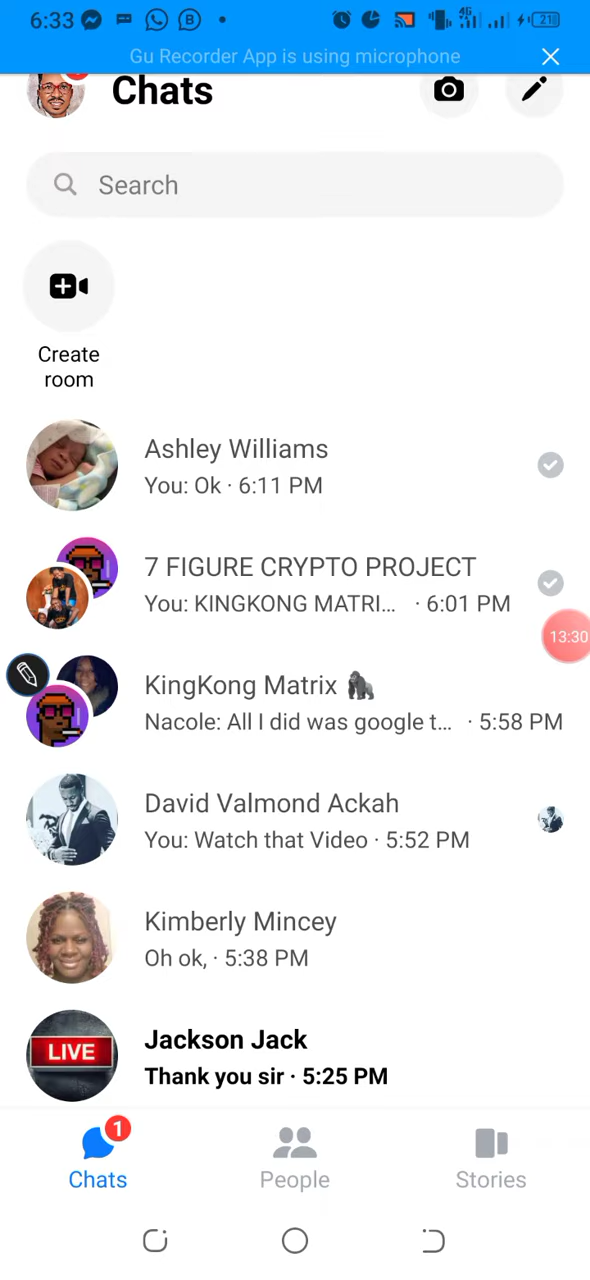 6:33
4G
21
Gu Recorder App is using microphone
Chats
Search
Create
room
Ashley Williams
You: Ok · 6:11 PM
7 FIGURE CRYPTO PROJECT
You: KINGKONG MATRI... · 6:01 PM
13:30
KingKong Matrix 🦍
Nacole: All I did was google t... · 5:58 PM
David Valmond Ackah
You: Watch that Video · 5:52 PM
Kimberly Mincey
Oh ok, · 5:38 PM
LIVE
Jackson Jack
Thank you sir · 5:25 PM
1
Chats
People
Stories